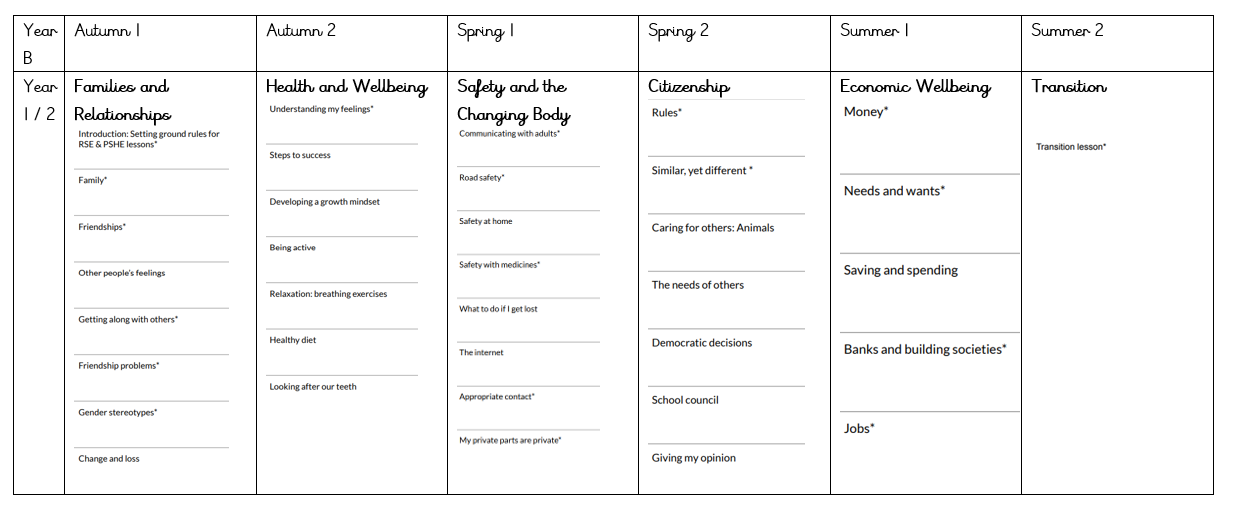 Year B
Autumn 1
Autumn 2
Spring 1
Spring 2
Summer 1
Summer 2
Year 1 / 2
Families and
Relationships
Introduction: Setting ground rules for
RSE & PSHE lessons*
Family*
Friendships*
Other people's feelings
Getting along with others*
Friendship problems*
Gender stereotypes*
Change and loss
Health and Wellbeing
Understanding my feelings*
Steps to success
Developing a growth mindset
Being active
Relaxation: breathing exercises
Healthy diet
Looking after our teeth
Safety and the
Changing Body
Communicating with adults*
Road safety*
Safety at home
Safety with medicines*
What to do if I get lost
The internet
Appropriate contact*
My private parts are private*
Citizenship
Rules*
Similar, yet different *
Caring for others: Animals
The needs of others
Democratic decisions
School council
Giving my opinion
Economic Wellbeing
Money*
Needs and wants*
Saving and spending
Banks and building societies*
Jobs*
Transition
Transition lesson*